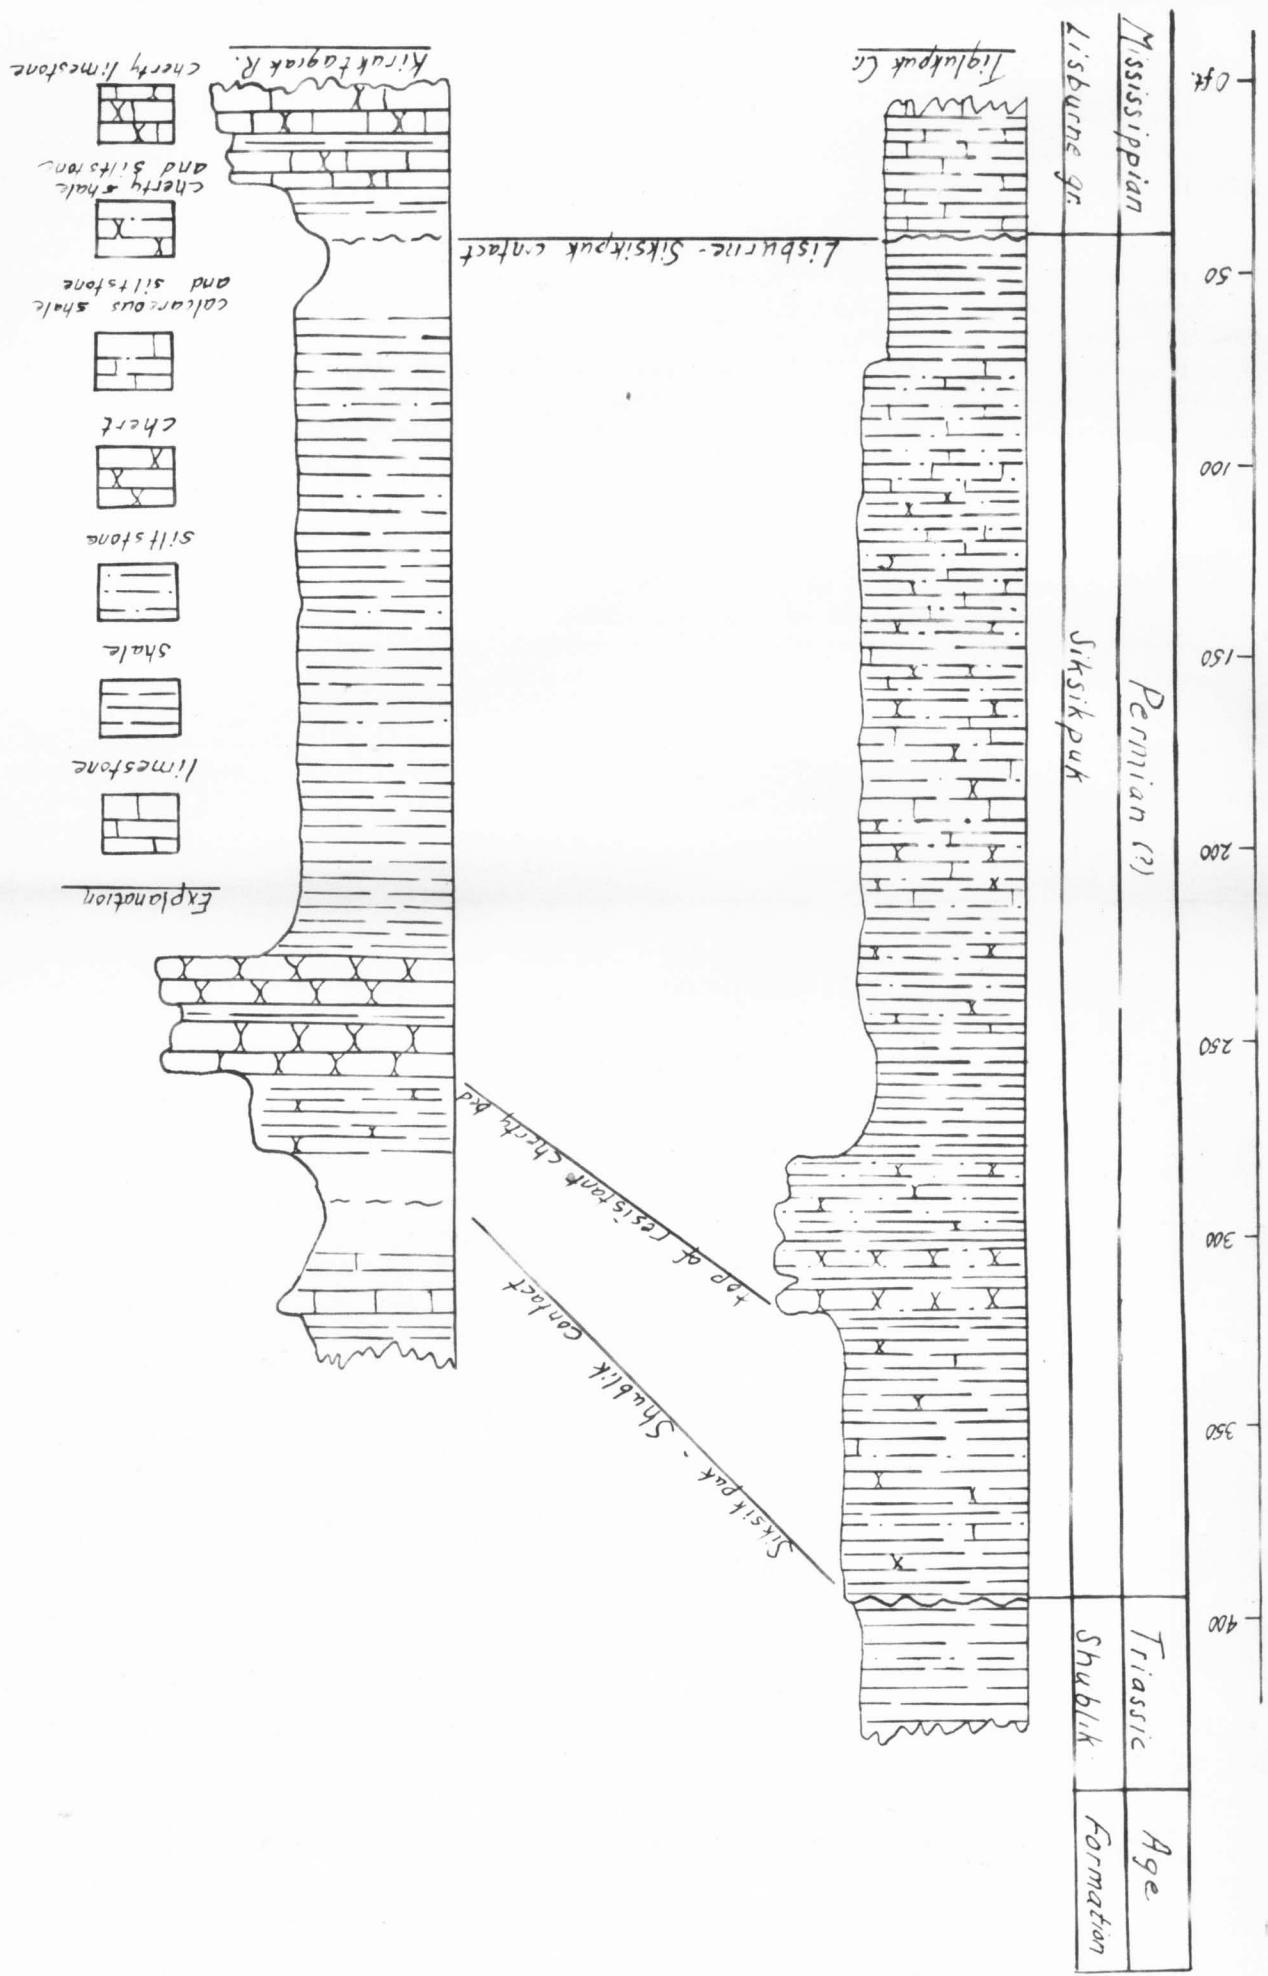 Age
Formation
Triassic
Shublik
Permian (?)
Siksikpuk
Mississippian
Lisburne gr.
400
350
300
250
200
150
100
50
0 ft.
Tiglukpuk Cr.
Siksikpuk - Shublik contact
top of resistant cherty bed
Lisburne - Siksikpuk contact
Kiruktagiak R.
Explanation
limestone
shale
siltstone
chert
calcareous shale
and siltstone
cherty shale
and siltstone
cherty limestone